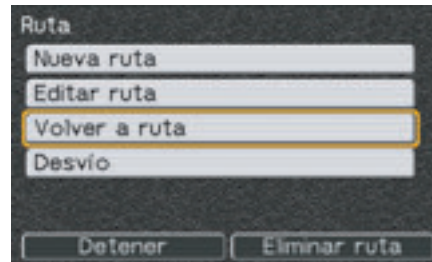 Ruta
Nueva ruta
Editar ruta
Volver a ruta
Desvío
Detener Eliminar ruta